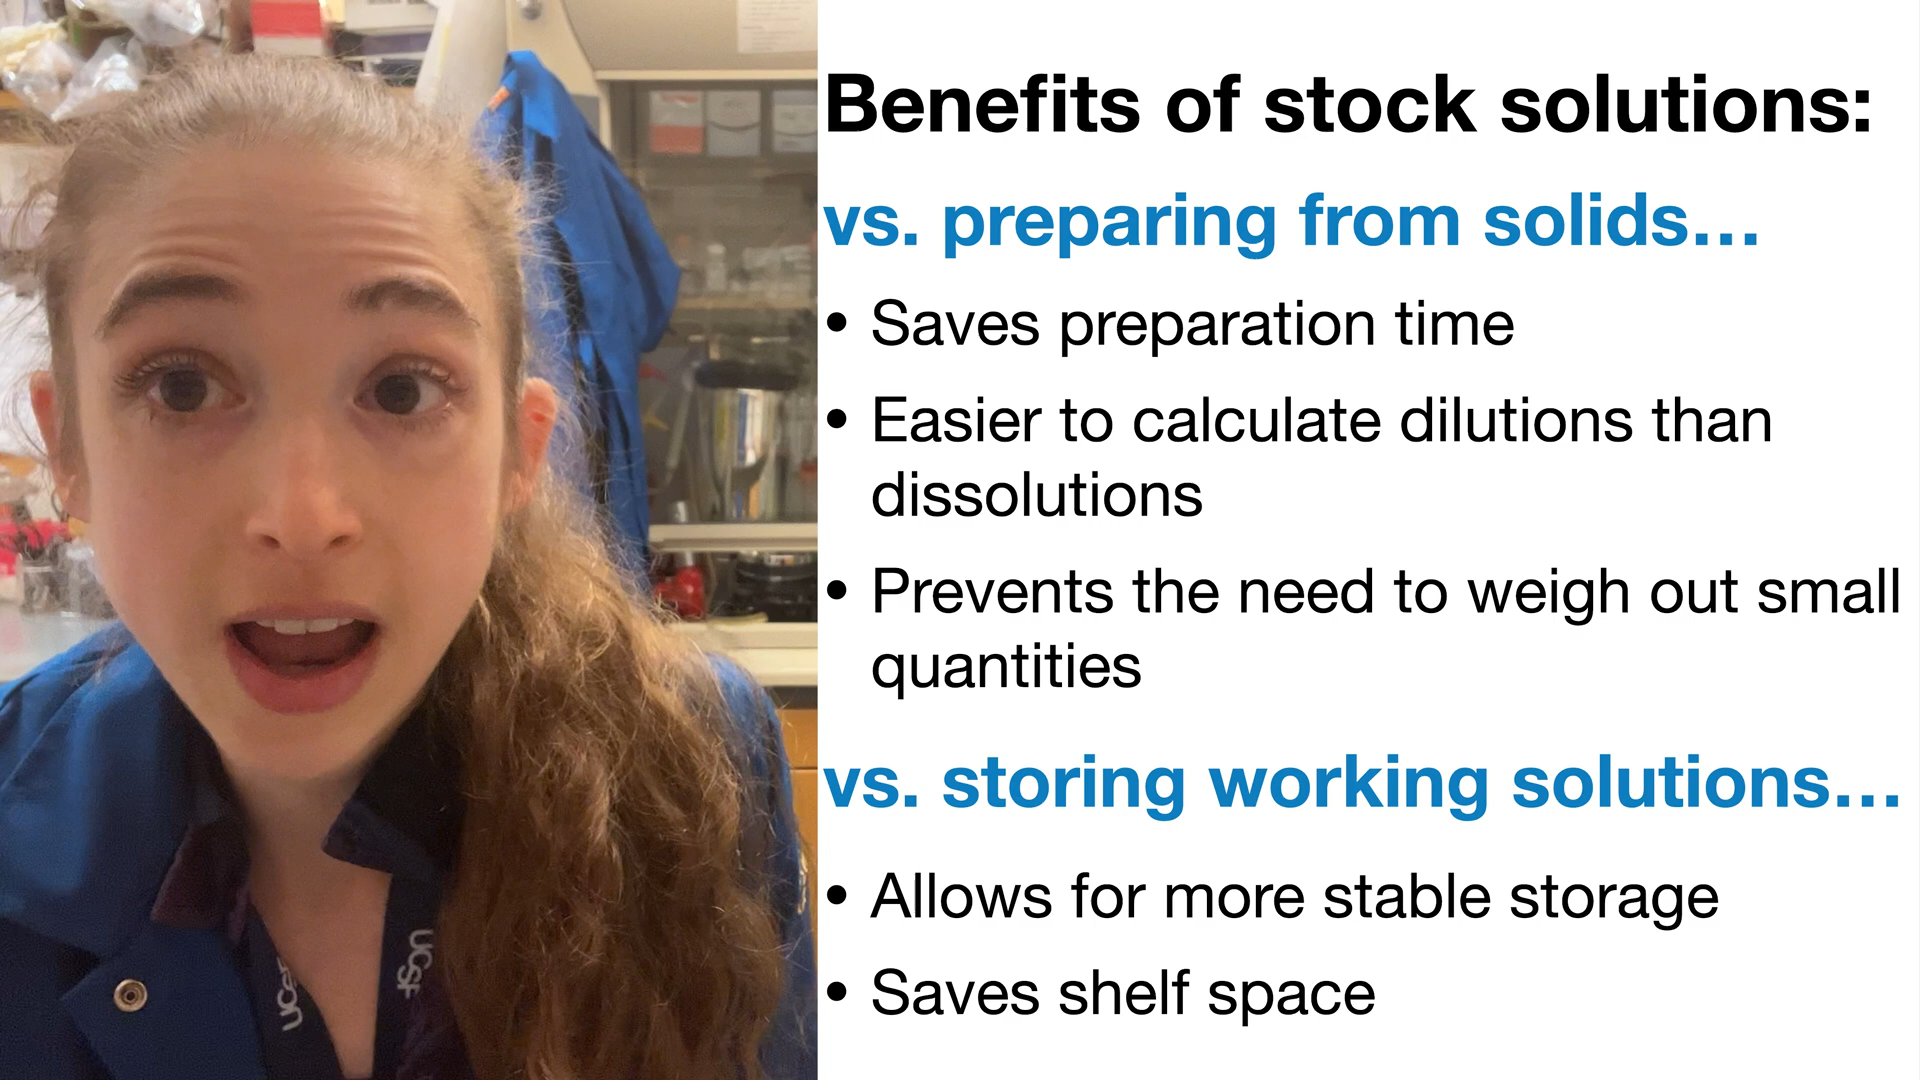 Benefits of stock solutions:
vs. preparing from solids...
• Saves preparation time
• Easier to calculate dilutions than
dissolutions
• Prevents the need to weigh out small
quantities
vs. storing working solutions...
• Allows for more stable storage
• Saves shelf space
UCSF